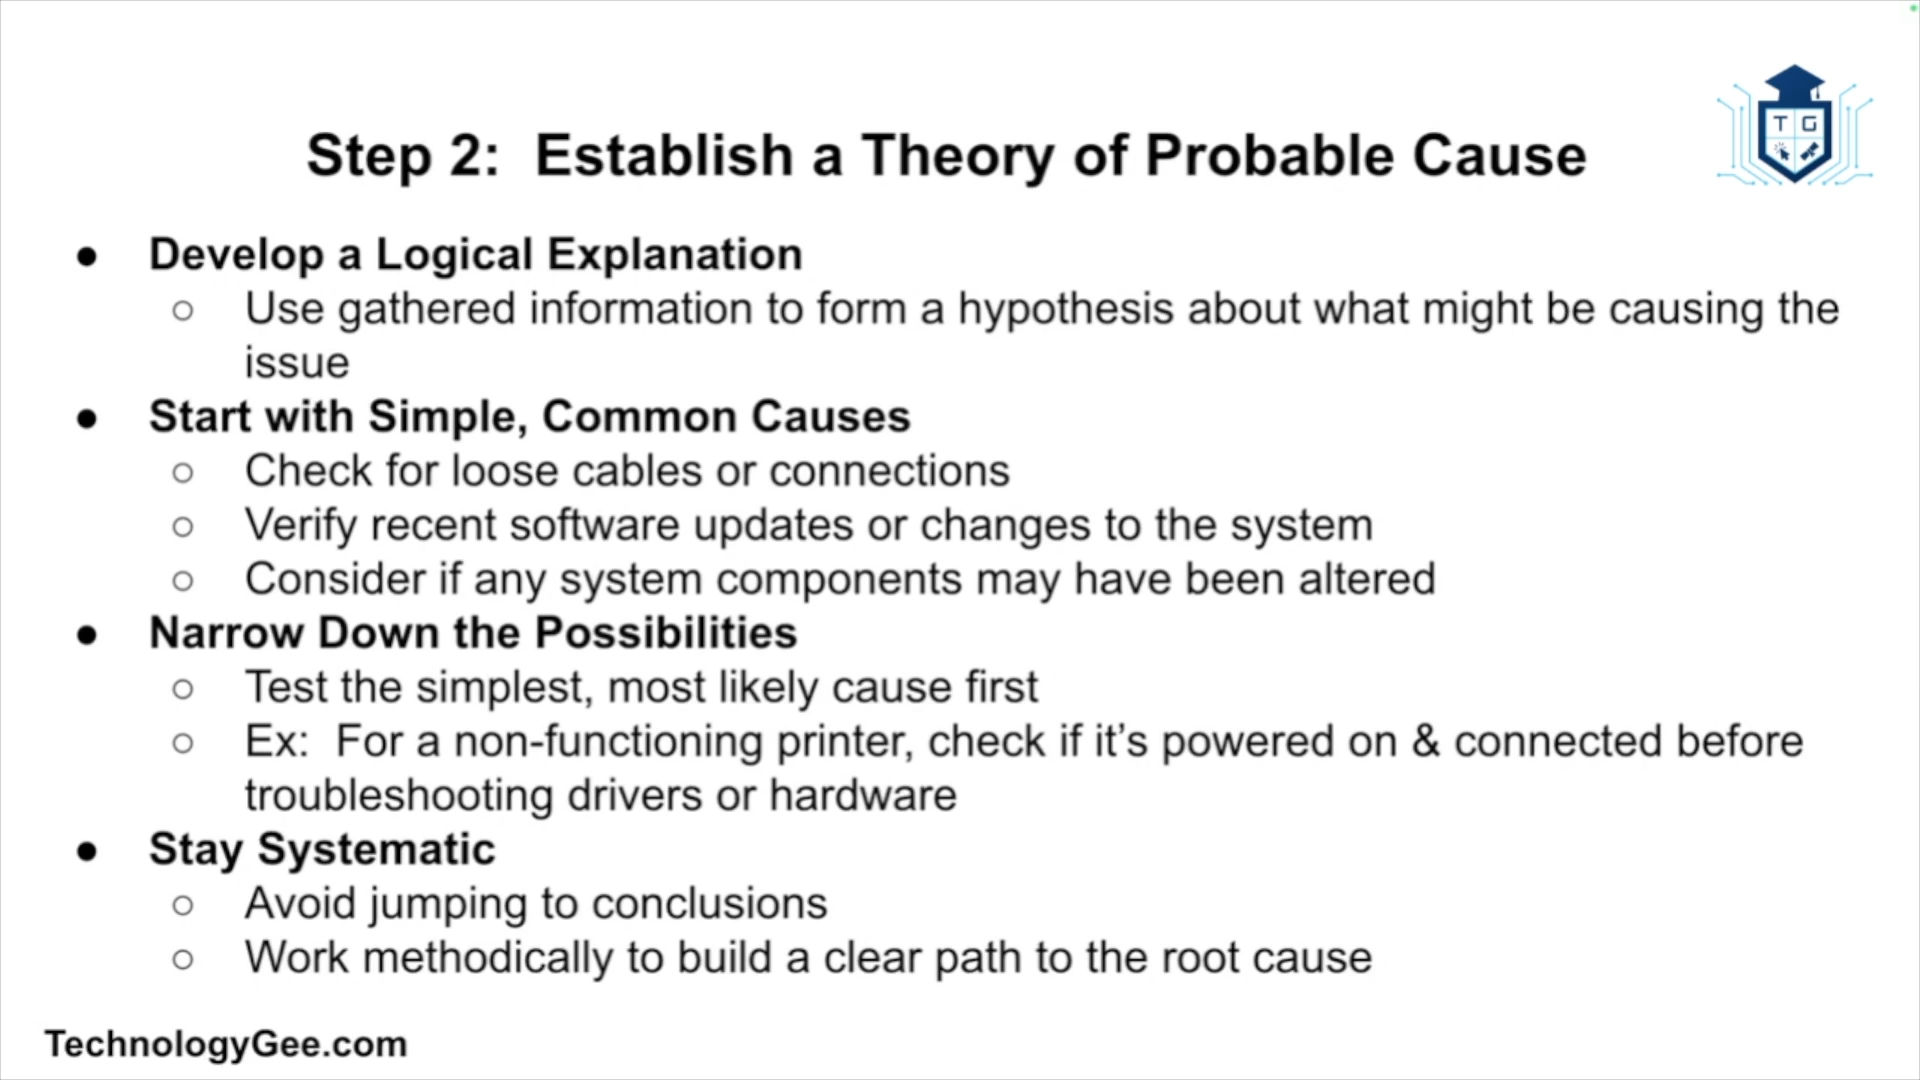 Step 2:  Establish a Theory of Probable Cause
T G
● Develop a Logical Explanation
○ Use gathered information to form a hypothesis about what might be causing the
issue
● Start with Simple, Common Causes
○ Check for loose cables or connections
○ Verify recent software updates or changes to the system
○ Consider if any system components may have been altered
● Narrow Down the Possibilities
○ Test the simplest, most likely cause first
○ Ex:  For a non-functioning printer, check if it’s powered on & connected before
troubleshooting drivers or hardware
● Stay Systematic
○ Avoid jumping to conclusions
○ Work methodically to build a clear path to the root cause
TechnologyGee.com